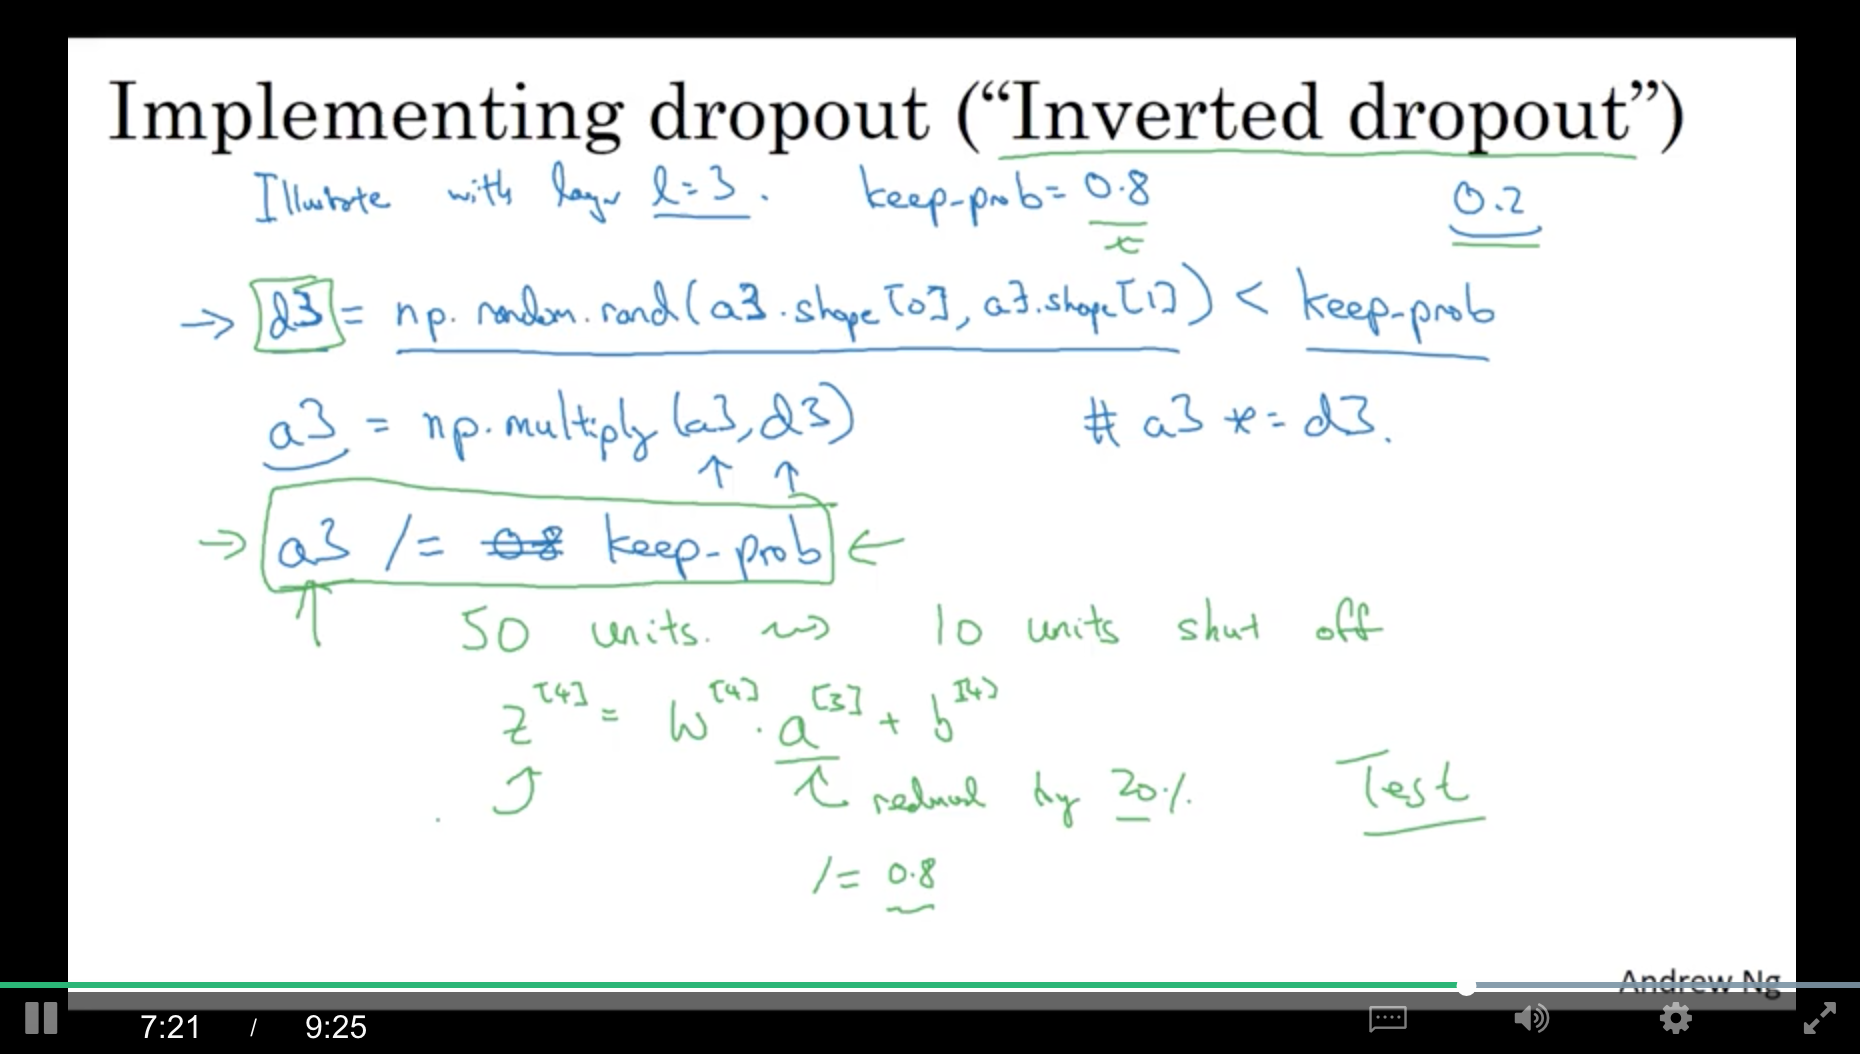 Implementing dropout (“Inverted dropout”)
Illustrate with layer l=3. keep-prob= 0.8 0.2
→ d3 = np.random.rand(a3.shape[0], a3.shape[1]) < keep-prob
a3 = np.multiply(a3, d3) # a3 *= d3.
→ a3 /= 0.8 keep-prob ←
50 units. ⇝ 10 units shut off
z[4] = W[4] . a[3] + b[4]
reduced by 20% Test
/= 0.8
Andrew Ng
7:21 / 9:25